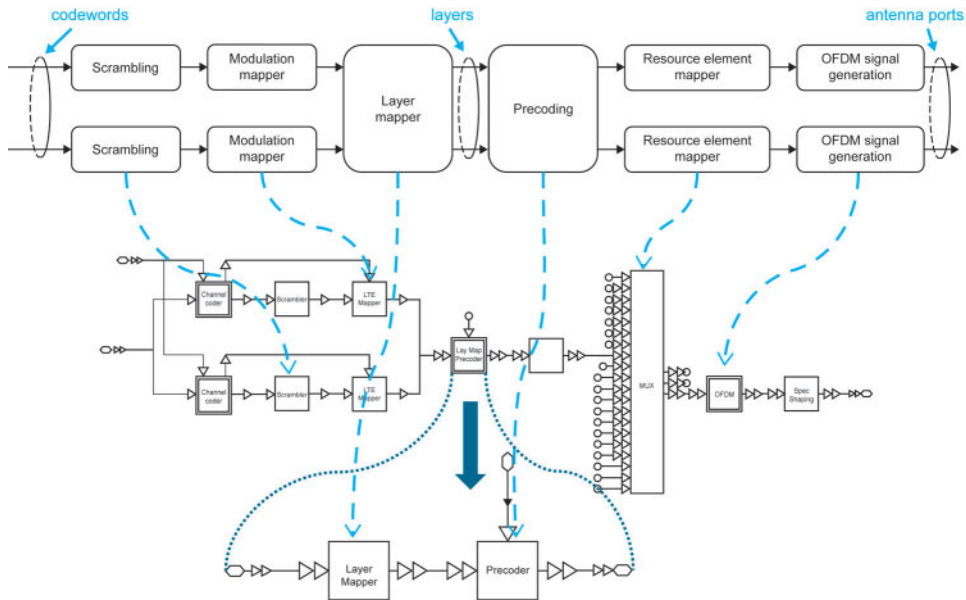 codewords
layers
antenna ports
Scrambling
Modulation
mapper
Layer
mapper
Precoding
Resource element
mapper
OFDM signal
generation
Scrambling
Modulation
mapper
Resource element
mapper
OFDM signal
generation
Channel
coder
Scrambler
LTE
Mapper
Lay Map
Precoder
MUX
Channel
coder
Scrambler
LTE
Mapper
OFDM
Spec
Shaping
Layer
Mapper
Precoder